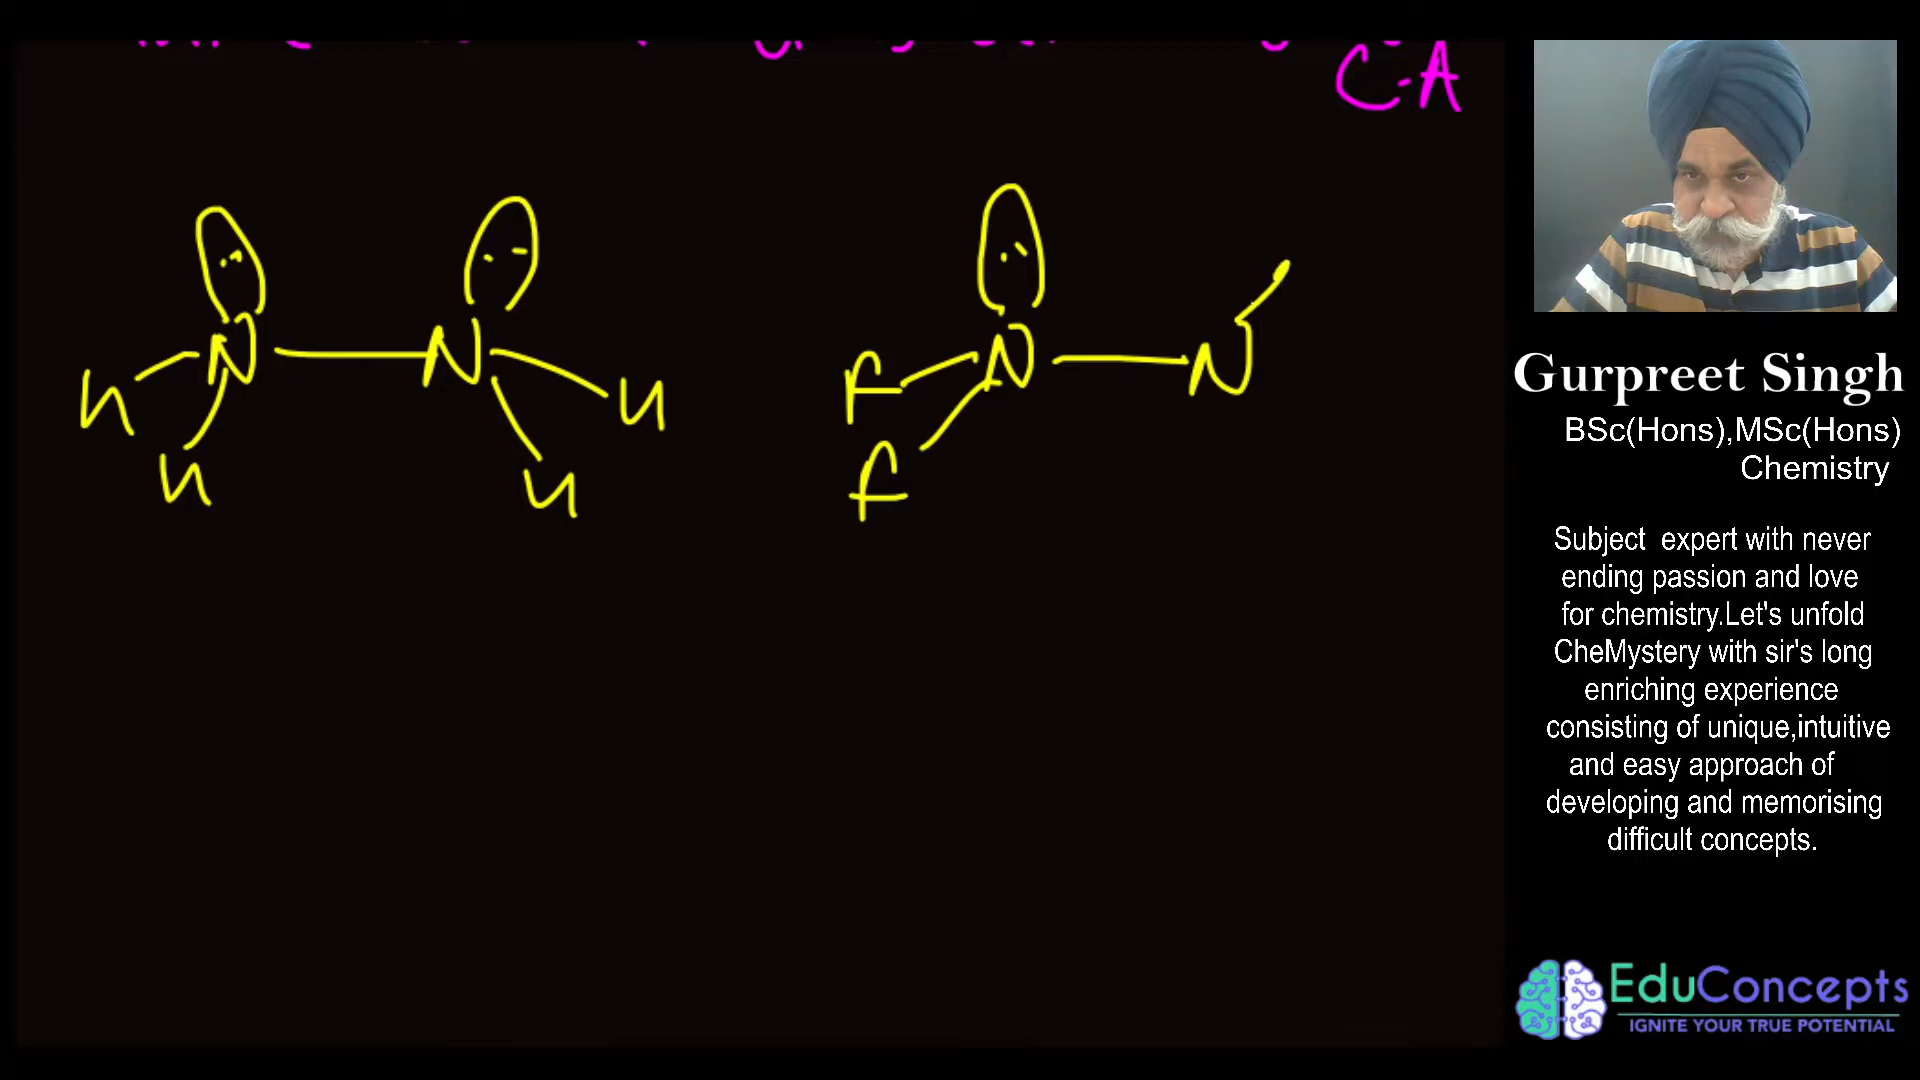 C.A
N N N N
H H F
H H F
Gurpreet Singh
BSc(Hons),MSc(Hons)
Chemistry
Subject expert with never
ending passion and love
for chemistry.Let's unfold
CheMystery with sir's long
enriching experience
consisting of unique,intuitive
and easy approach of
developing and memorising
difficult concepts.
EduConcepts
IGNITE YOUR TRUE POTENTIAL